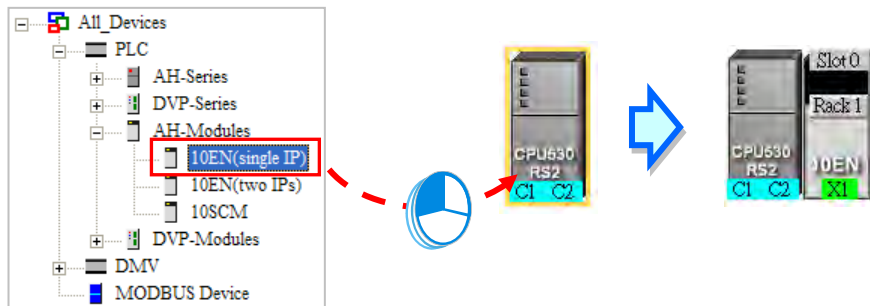 All_Devices
PLC
AH-Series
DVP-Series
AH-Modules
10EN(single IP)
10EN(two IPs)
10SCM
DVP-Modules
DMV
MODBUS Device
CPU530
RS2
C1 C2
CPU530
RS2
C1 C2
Slot 0
Rack 1
10EN
X1